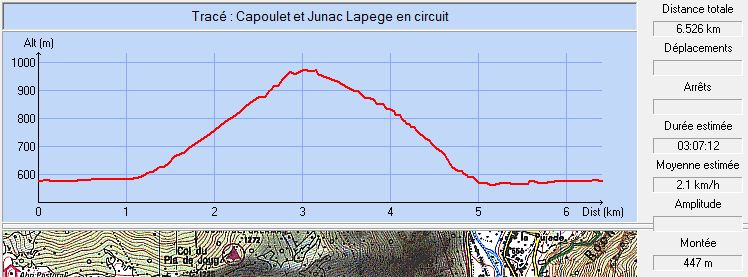 Tracé : Capoulet et Junac Lapege en circuit
Alt (m)
1000
900
800
700
600
0 1 2 3 4 5 6 Dist (km)
Distance totale
6.526 km
Déplacements
Arrêts
Durée estimée
03:07:12
Moyenne estimée
2.1 km/h
Amplitude
Montée
447 m
Col du
Pla de Joug
1272